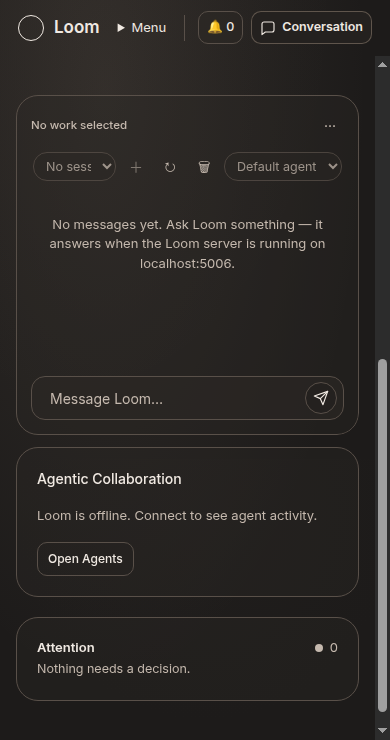 Loom
Menu
0
Conversation
No work selected
...
No sess
Default agent
No messages yet. Ask Loom something — it
answers when the Loom server is running on
localhost:5006.
Message Loom...
Agentic Collaboration
Loom is offline. Connect to see agent activity.
Open Agents
Attention
0
Nothing needs a decision.